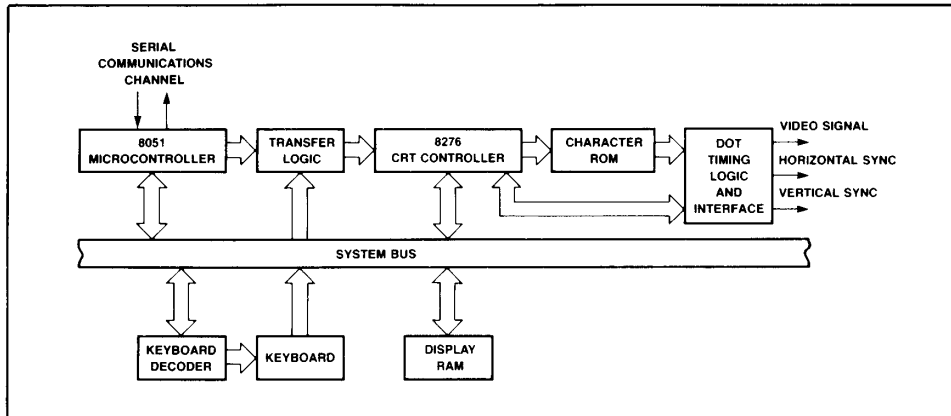 SERIAL
COMMUNICATIONS
CHANNEL
8051
MICROCONTROLLER
TRANSFER
LOGIC
8276
CRT CONTROLLER
CHARACTER
ROM
DOT
TIMING
LOGIC
AND
INTERFACE
VIDEO SIGNAL
HORIZONTAL SYNC
VERTICAL SYNC
SYSTEM BUS
KEYBOARD
DECODER
KEYBOARD
DISPLAY
RAM